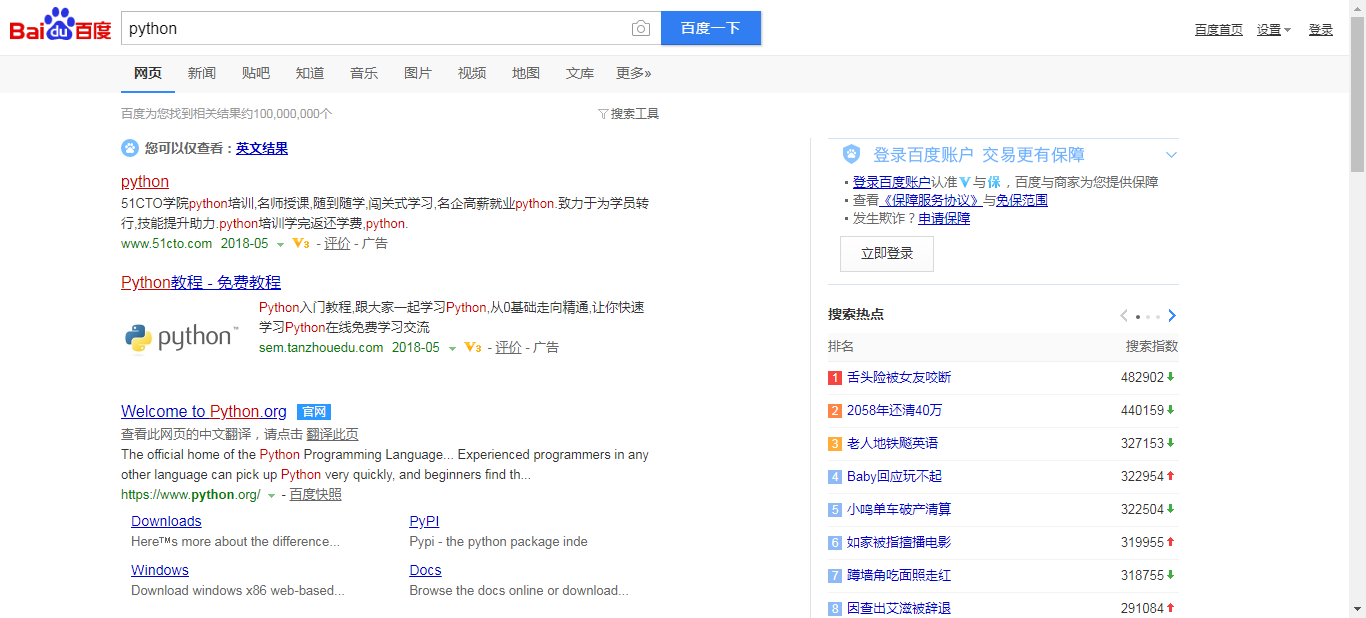 Bai du 百度
python
百度一下
百度首页 设置 登录
网页 新闻 贴吧 知道 音乐 图片 视频 地图 文库 更多»
百度为您找到相关结果约100,000,000个
搜索工具
您可以仅查看：英文结果
python
51CTO学院python培训,名师授课,随到随学,闯关式学习,名企高薪就业python.致力于为学员转
行,技能提升助力.python培训学完返还学费,python.
www.51cto.com 2018-05 V3 - 评价 - 广告
Python教程 - 免费教程
python™
Python入门教程,跟大家一起学习Python,从0基础走向精通,让你快速
学习Python在线免费学习交流
sem.tanzhouedu.com 2018-05 V3 - 评价 - 广告
Welcome to Python.org 官网
查看此网页的中文翻译，请点击 翻译此页
The official home of the Python Programming Language... Experienced programmers in any
other language can pick up Python very quickly, and beginners find th...
https://www.python.org/ - 百度快照
Downloads
Here™s more about the difference...
PyPI
Pypi - the python package inde
Windows
Download windows x86 web-based...
Docs
Browse the docs online or download...
登录百度账户 交易更有保障
登录百度账户认准V与保，百度与商家为您提供保障
查看《保障服务协议》与免保范围
发生欺诈？申请保障
立即登录
搜索热点
排名 搜索指数
1 舌头险被女友咬断 482902
2 2058年还清40万 440159
3 老人地铁飚英语 327153
4 Baby回应玩不起 322954
5 小鸣单车破产清算 322504
6 如家被指擅播电影 319955
7 蹲墙角吃面照走红 318755
8 因查出艾滋被辞退 291084